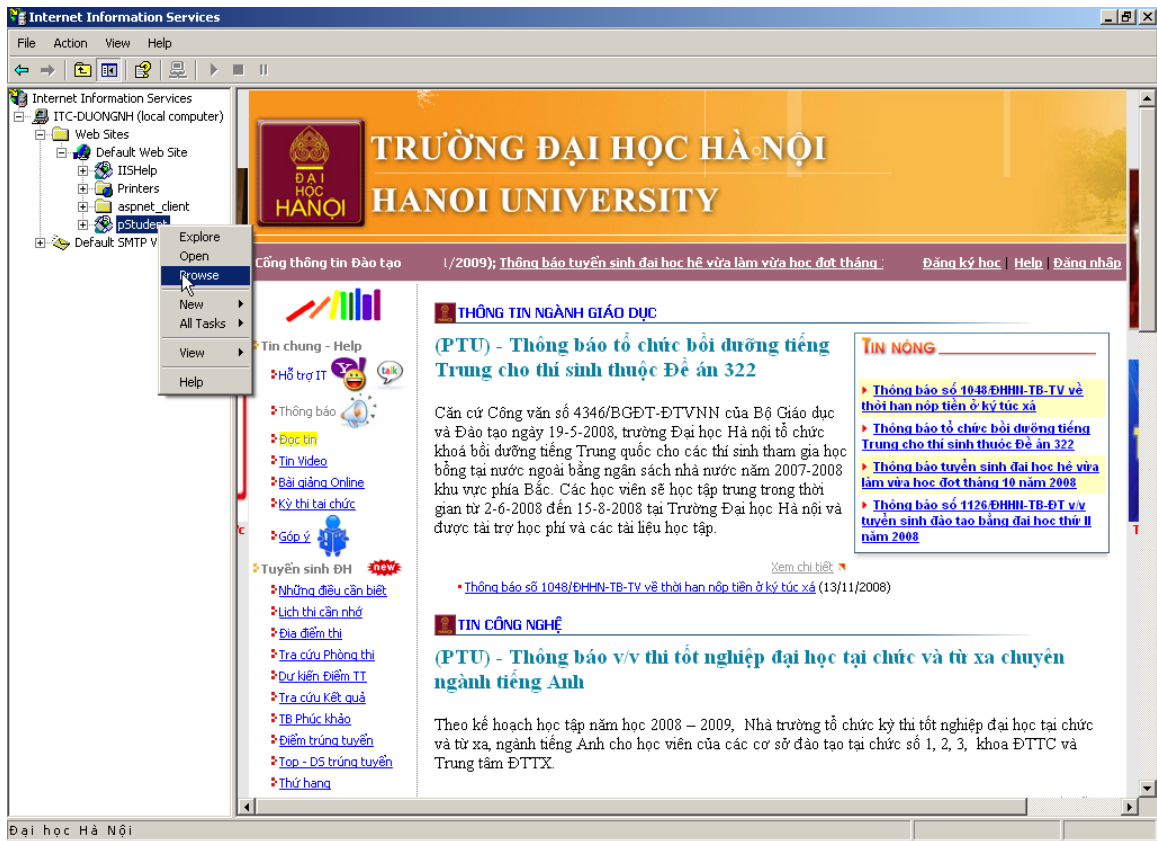 Internet Information Services
File Action View Help
Internet Information Services
ITC-DUONGNH (local computer)
Web Sites
Default Web Site
IISHelp
Printers
aspnet_client
pStudent
Default SMTP V
Explore
Open
Browse
New
All Tasks
View
Help
ĐẠI
HỌC
HÀNỘI
TRƯỜNG ĐẠI HỌC HÀ NỘI
HANOI UNIVERSITY
Cổng thông tin Đào tạo
1/2009); Thông báo tuyển sinh đại học hệ vừa làm vừa học đợt tháng
Đăng ký học | Help | Đăng nhập
Tin chung - Help
Hỗ trợ IT
talk
Thông báo
Đọc tin
Tin Video
Bài giảng Online
Kỳ thi tại chức
Góp ý
Tuyển sinh ĐH new
Những điều cần biết
Lịch thi cần nhớ
Địa điểm thi
Tra cứu Phòng thi
Dự kiến Điểm TT
Tra cứu Kết quả
TB Phúc khảo
Điểm trúng tuyển
Top - DS trúng tuyển
Thứ hạng
THÔNG TIN NGÀNH GIÁO DỤC
(PTU) - Thông báo tổ chức bồi dưỡng tiếng
Trung cho thí sinh thuộc Đề án 322
Căn cứ Công văn số 4346/BGĐT-ĐTVNN của Bộ Giáo dục
và Đào tạo ngày 19-5-2008, trường Đại học Hà nội tổ chức
khoá bồi dưỡng tiếng Trung quốc cho các thí sinh tham gia học
bổng tại nước ngoài bằng ngân sách nhà nước năm 2007-2008
khu vực phía Bắc. Các học viên sẽ học tập trung trong thời
gian từ 2-6-2008 đến 15-8-2008 tại Trường Đại học Hà nội và
được tài trợ học phí và các tài liệu học tập.
Xem chi tiết
Thông báo số 1048/ĐHHN-TB-TV về thời hạn nộp tiền ở ký túc xá (13/11/2008)
TIN NÓNG
Thông báo số 1048/ĐHHN-TB-TV về
thời hạn nộp tiền ở ký túc xá
Thông báo tổ chức bồi dưỡng tiếng
Trung cho thí sinh thuộc Đề án 322
Thông báo tuyển sinh đại học hệ vừa
làm vừa học đợt tháng 10 năm 2008
Thông báo số 1126/ĐHHN-TB-ĐT v/v
tuyển sinh đào tạo bằng đại học thứ II
năm 2008
TIN CÔNG NGHỆ
(PTU) - Thông báo v/v thi tốt nghiệp đại học tại chức và từ xa chuyên
ngành tiếng Anh
Theo kế hoạch học tập năm học 2008 – 2009, Nhà trường tổ chức kỳ thi tốt nghiệp đại học tại chức
và từ xa, ngành tiếng Anh cho học viên của các cơ sở đào tạo tại chức số 1, 2, 3, khoa ĐTTC và
Trung tâm ĐTTX.
Đại học Hà Nội